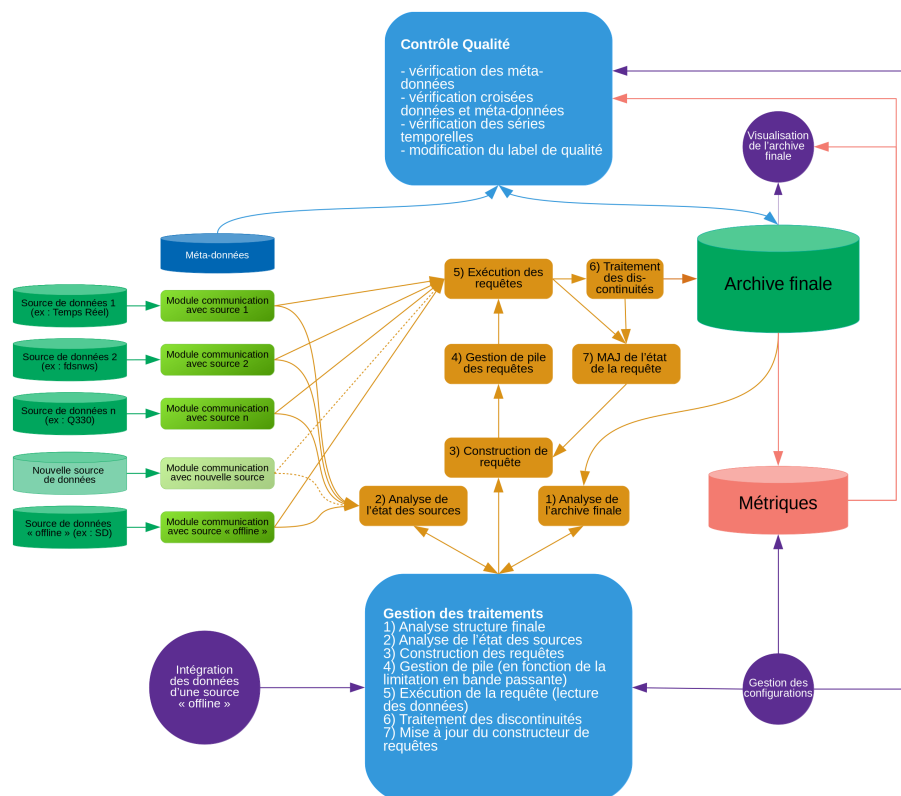 Contrôle Qualité
- vérification des méta-
données
- vérification croisées
données et méta-données
- vérification des séries
temporelles
- modification du label de qualité
Visualisation
de l'archive
finale
Méta-données
Archive finale
5) Exécution des
requêtes
6) Traitement
des dis-
continuités
Source de données 1
(ex : Temps Réel)
Module communication
avec source 1
Source de données 2
(ex : fdsnws)
Module communication
avec source 2
4) Gestion de pile
des requêtes
7) MAJ de l'état
de la requête
Source de données n
(ex : Q330)
Module communication
avec source n
3) Construction de
requête
Nouvelle source
de données
Module communication
avec nouvelle source
2) Analyse de
l'état des sources
1) Analyse de
l'archive finale
Métriques
Source de données
« offline » (ex : SD)
Module communication
avec source « offline »
Gestion des traitements
1) Analyse structure finale
2) Analyse de l'état des sources
3) Construction des requêtes
4) Gestion de pile (en fonction de la
limitation en bande passante)
5) Exécution de la requête (lecture
des données)
6) Traitement des discontinuités
7) Mise à jour du constructeur de
requêtes
Intégration
des données
d'une source
« offline »
Gestion des
configurations